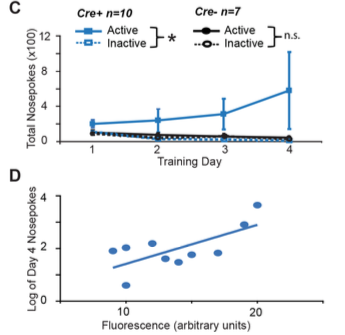 C
Cre+ n=10 Cre- n=7
Active Active
Inactive * Inactive n.s.
Total Nosepokes (x100)
12
8
4
0
1 2 3 4
Training Day
D
Log of Day 4 Nosepokes
4
2
0
10 20
Fluorescence (arbitrary units)